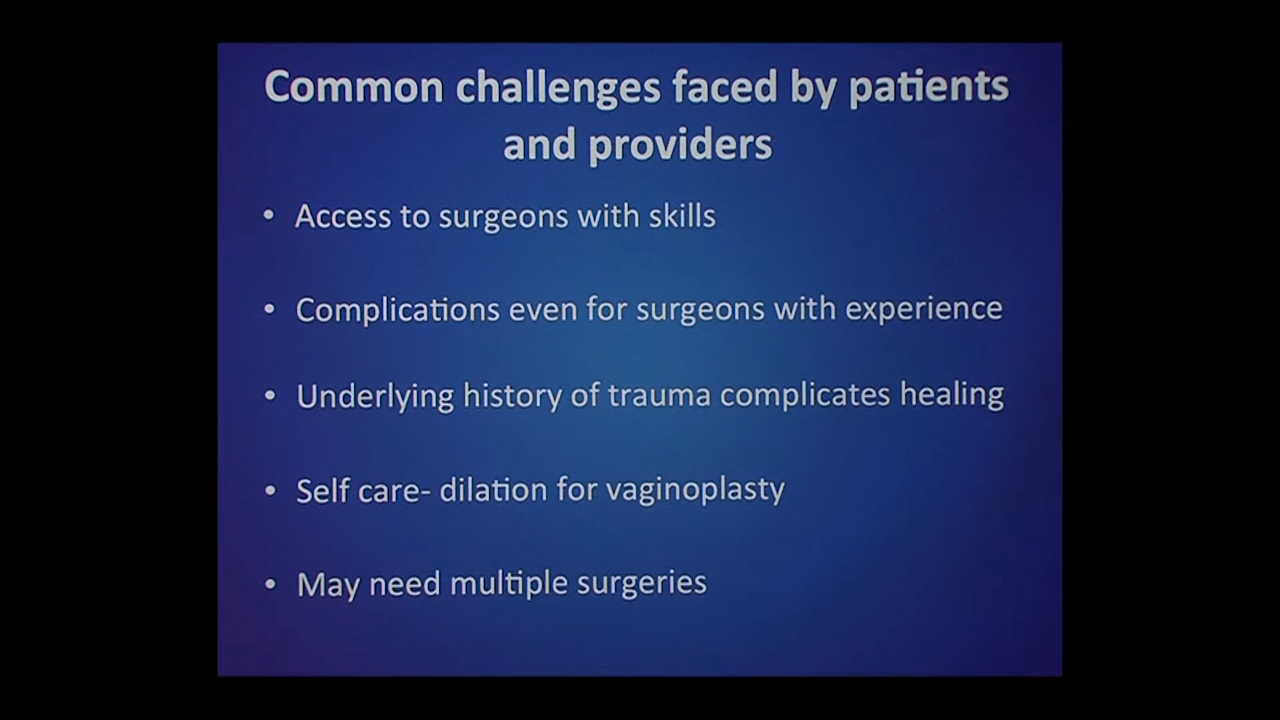 Common challenges faced by patients
and providers
• Access to surgeons with skills
• Complications even for surgeons with experience
• Underlying history of trauma complicates healing
• Self care- dilation for vaginoplasty
• May need multiple surgeries